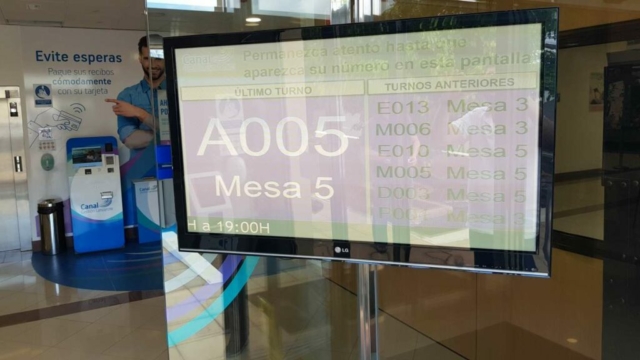 Evite esperas
Pague sus recibos
cómodamente
con su tarjeta
Canal
Permanezca atento hasta que
aparezca su número en esta pantalla.
ÚLTIMO TURNO
TURNOS ANTERIORES
A005
Mesa 5
E013 Mesa 3
M006 Mesa 3
E010 Mesa 5
M005 Mesa 5
Mesa 5
Mesa 5
H a 19:00H
LG